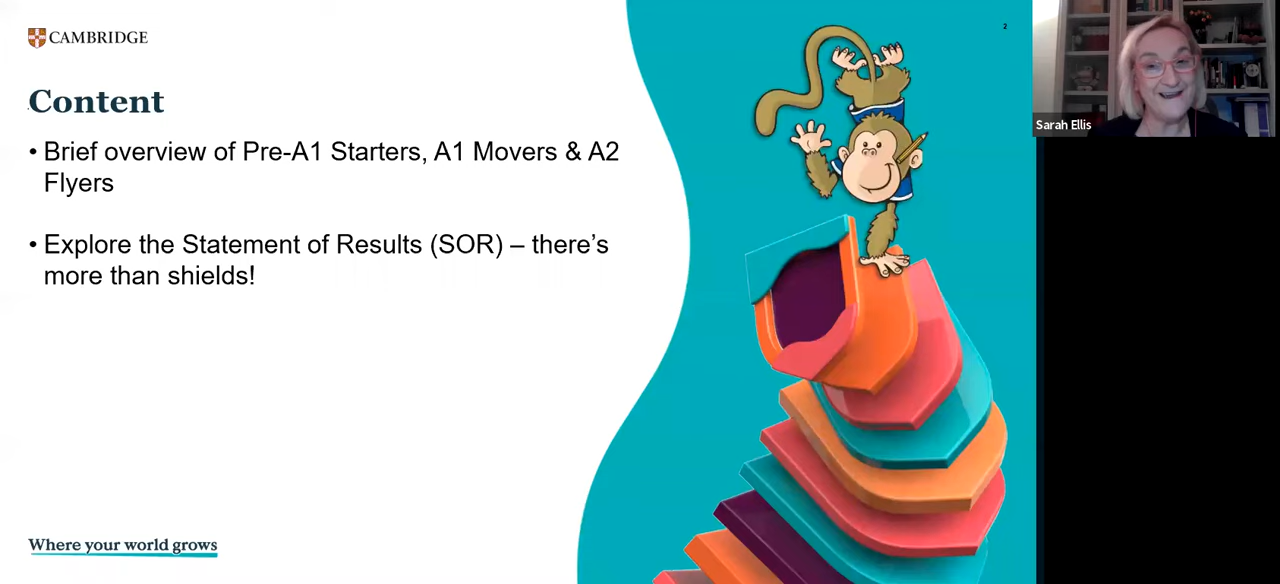 CAMBRIDGE
2
Sarah Ellis
Content
• Brief overview of Pre-A1 Starters, A1 Movers & A2
Flyers
• Explore the Statement of Results (SOR) – there’s
more than shields!
Where your world grows